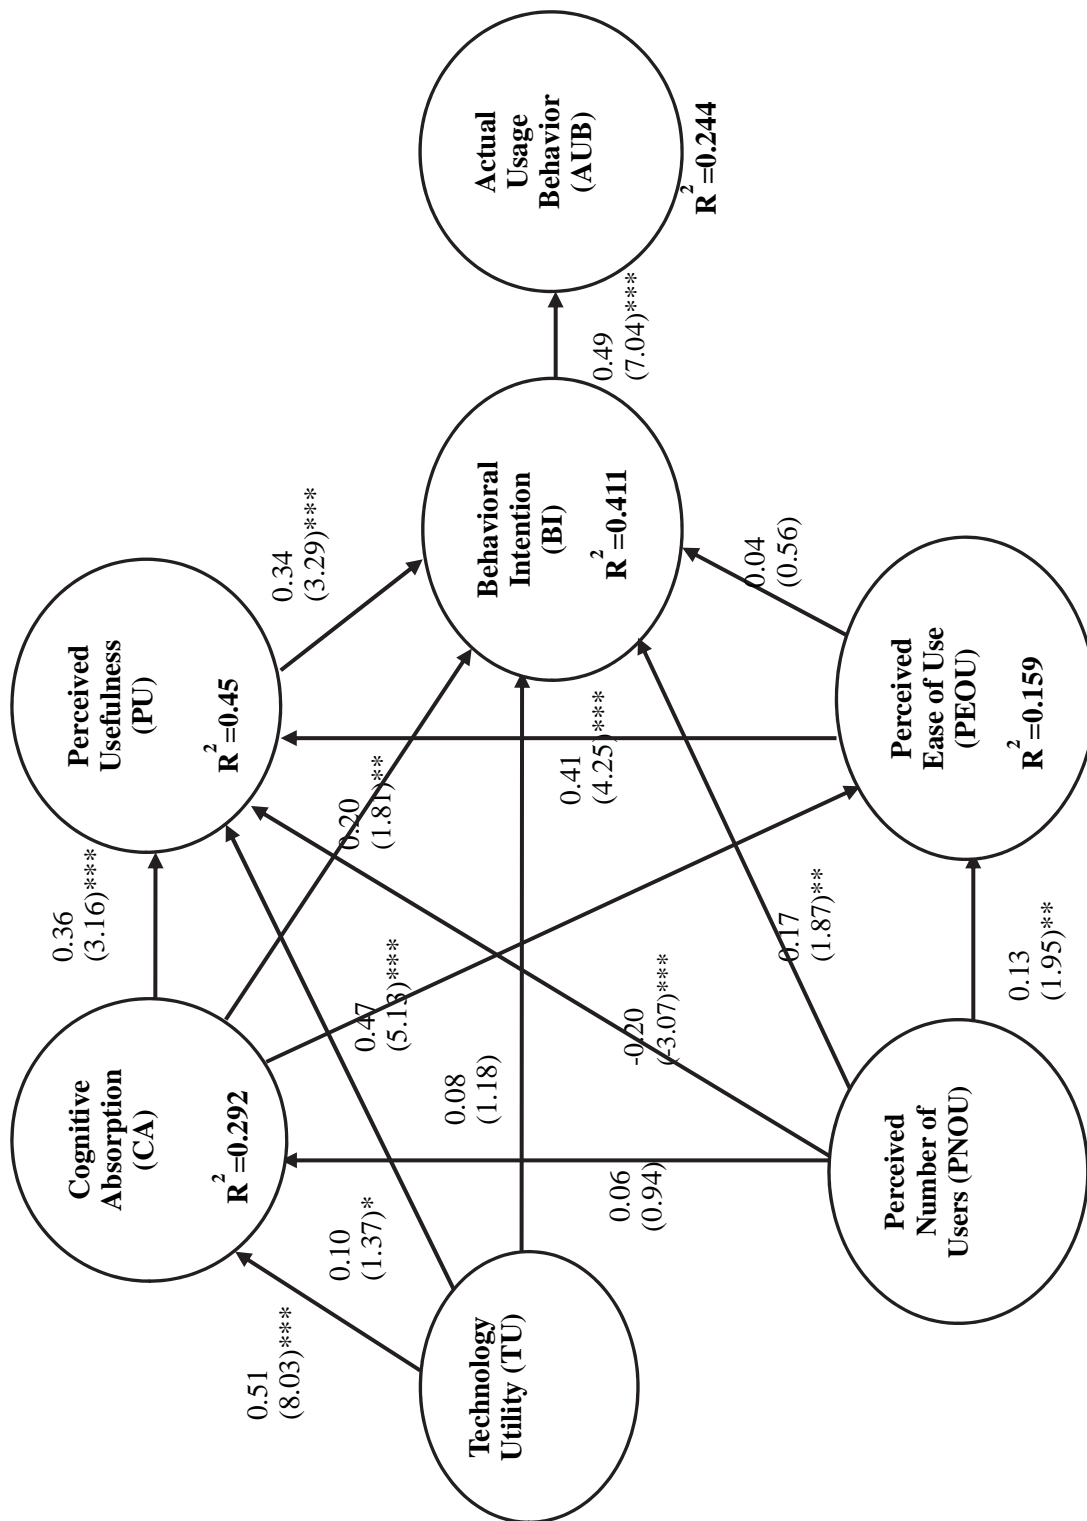 Cognitive
Absorption
(CA)
R²=0.292
0.36
(3.16)***
Perceived
Usefulness
(PU)
R²=0.45
0.34
(3.29)***
0.51
(8.03)***
0.10
(1.37)*
0.20
(1.81)**
0.47
(5.13)***
Technology
Utility (TU)
0.08
(1.18)
Behavioral
Intention
(BI)
R²=0.411
0.49
(7.04)***
Actual
Usage
Behavior
(AUB)
R²=0.244
0.06
(0.94)
-0.20
(-3.07)***
0.41
(4.25)***
0.17
(1.87)**
0.04
(0.56)
Perceived
Number of
Users (PNOU)
0.13
(1.95)**
Perceived
Ease of Use
(PEOU)
R²=0.159